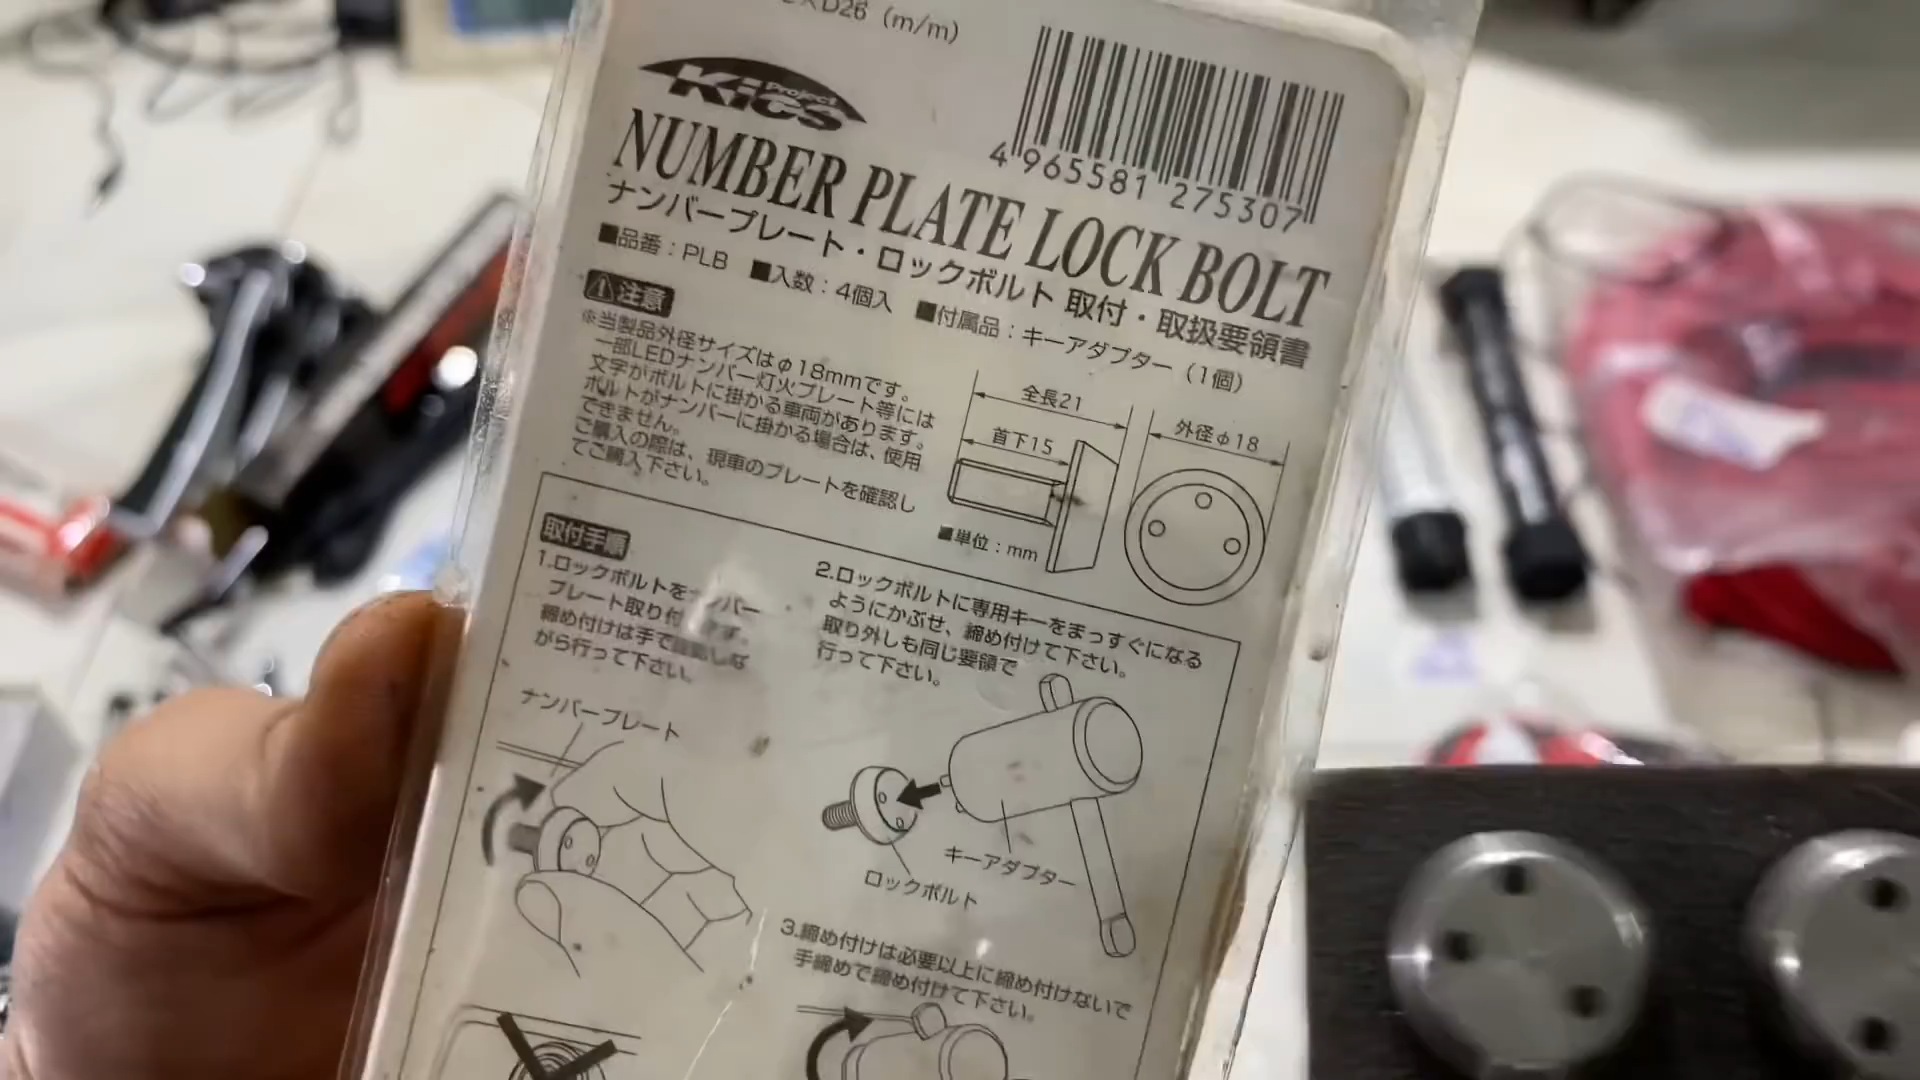 D26 (m/m)
Project
Kics
4 965581 275307
NUMBER PLATE LOCK BOLT
ナンバープレート・ロックボルト 取付・取扱要領書
■品番：PLB ■入数：4個入 ■付属品：キーアダプター（1個）
注意
※当製品外径サイズはφ18mmです。
一部LEDナンバー灯火プレート等には
文字がボルトに掛かる車両があります。
ボルトがナンバーに掛かる場合は、使用
できません。
ご購入の際は、現車のプレートを確認し
てご購入下さい。
全長21
首下15
外径φ18
■単位：mm
取付手順
1.ロックボルトをナンバー
プレート取り付
締め付けは手で
がら行って下さい。
ナンバープレート
2.ロックボルトに専用キーをまっすぐになる
ようにかぶせ、締め付けて下さい。
取り外しも同じ要領で
行って下さい。
キーアダプター
ロックボルト
3.締め付けは必要以上に締め付けないで
手締めで締め付けて下さい。